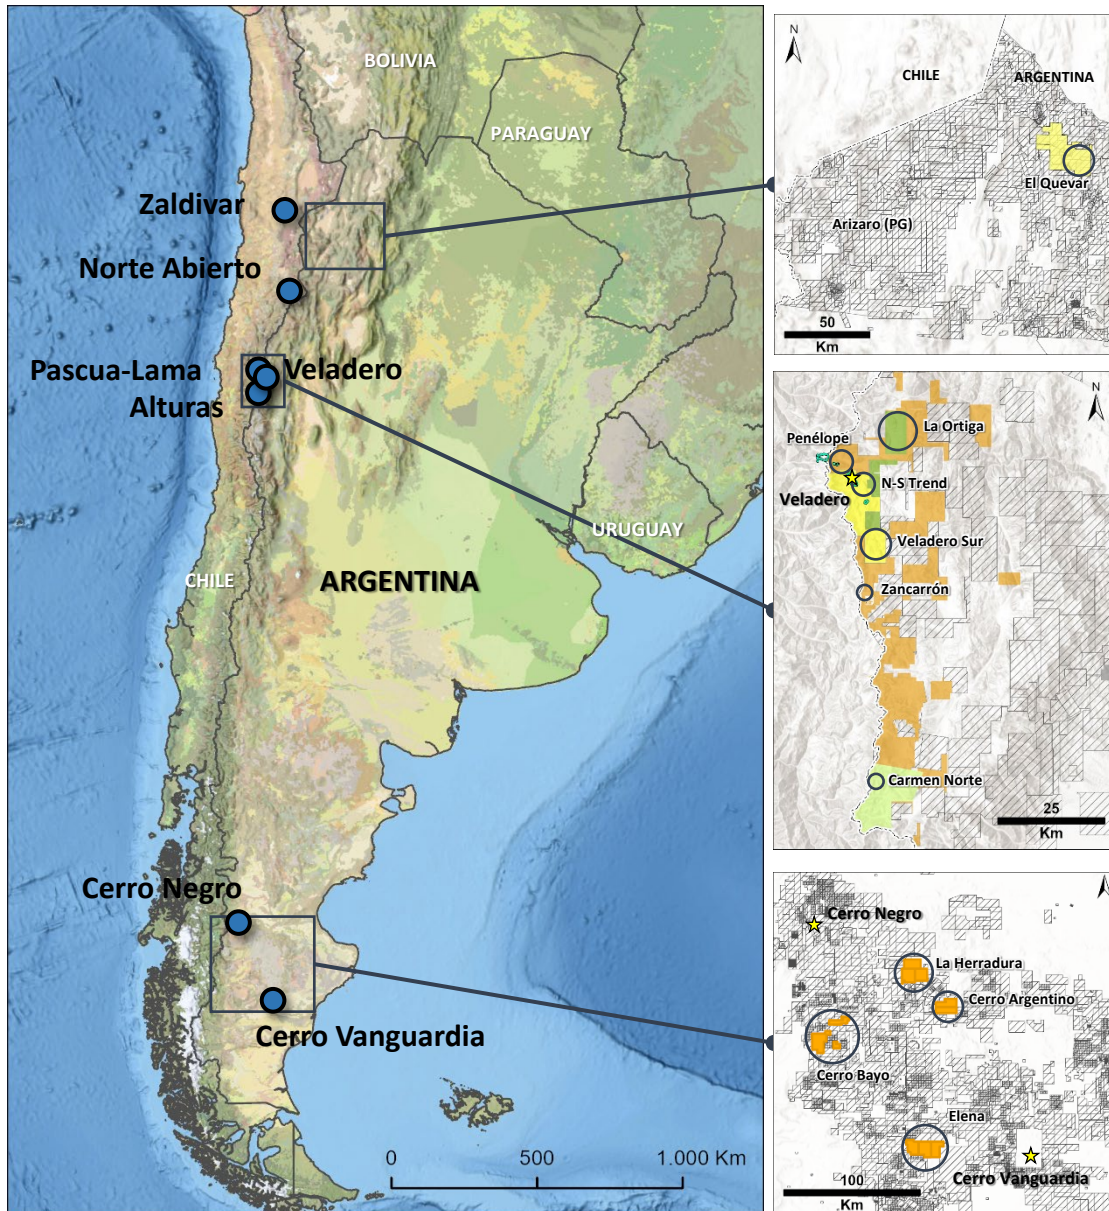 BOLIVIA
PARAGUAY
Zaldivar
Norte Abierto
Pascua-Lama
Veladero
Alturas
URUGUAY
CHILE
ARGENTINA
Cerro Negro
Cerro Vanguardia
0 500 1.000 Km
N
CHILE
ARGENTINA
El Quevar
Arizaro (PG)
50
Km
N
La Ortiga
Penélope
N-S Trend
Veladero
Veladero Sur
Zancarrón
Carmen Norte
25
Km
Cerro Negro
La Herradura
Cerro Argentino
Cerro Bayo
Elena
Cerro Vanguardia
100
Km